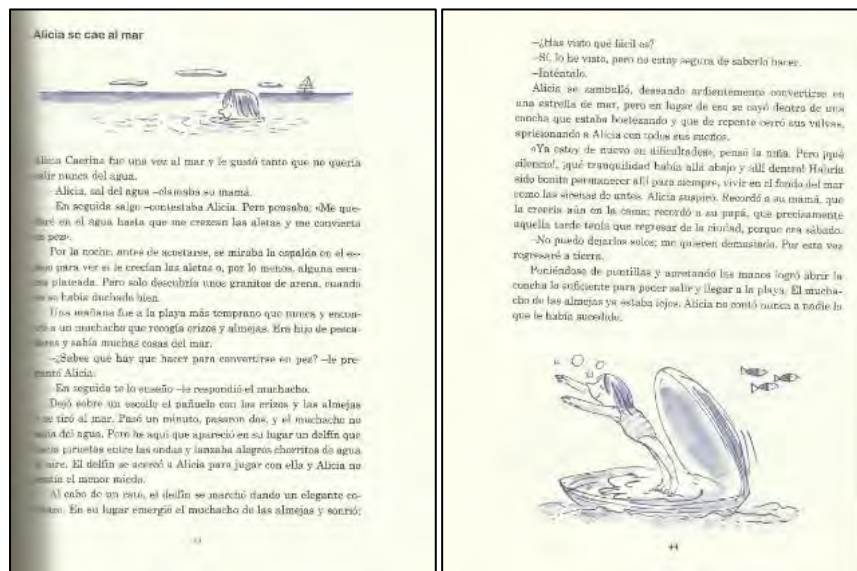 Alicia se cae al mar
Alicia Caerina fue una vez al mar y le gustó tanto que no quería
salir nunca del agua.
–Alicia, sal del agua –clamaba su mamá.
–En seguida salgo –contestaba Alicia. Pero pensaba: «Me que-
daré en el agua hasta que me crezcan las aletas y me convierta
en pez».
Por la noche, antes de acostarse, se miraba la espalda en el es-
pejo para ver si le crecían las aletas o, por lo menos, alguna esca-
ma plateada. Pero solo descubría unos granitos de arena, cuando
no se había duchado bien.
Una mañana fue a la playa más temprano que nunca y encon-
tró a un muchacho que recogía erizos y almejas. Era hijo de pesca-
dores y sabía muchas cosas del mar.
–¿Sabes qué hay que hacer para convertirse en pez? –le pre-
guntó Alicia.
–En seguida te lo enseño –le respondió el muchacho.
Dejó sobre un escollo el pañuelo con los erizos y las almejas
y se tiró al mar. Pasó un minuto, pasaron dos, y el muchacho no
salía del agua. Pero he aquí que apareció en su lugar un delfín que
hacía piruetas entre las ondas y lanzaba alegres chorritos de agua
al aire. El delfín se acercó a Alicia para jugar con ella y Alicia no
sentía el menor miedo.
Al cabo de un rato, el delfín se marchó dando un elegante co-
letazo. En su lugar emergió el muchacho de las almejas y sonrió:
43
–¿Has visto qué fácil es?
–Sí, lo he visto, pero no estoy segura de saberlo hacer.
–Inténtalo.
Alicia se zambulló, deseando ardientemente convertirse en
una estrella de mar, pero en lugar de eso se cayó dentro de una
concha que estaba bostezando y que de repente cerró sus valvas,
aprisionando a Alicia con todos sus sueños.
«Ya estoy de nuevo en dificultades», pensó la niña. Pero ¡qué
silencio!, ¡qué tranquilidad había allí abajo y allí dentro! Habría
sido bonito permanecer allí para siempre, vivir en el fondo del mar
como las sirenas de antes. Alicia suspiró. Recordó a su mamá, que
la creería aún en la cama; recordó a su papá, que precisamente
aquella tarde tenía que regresar de la ciudad, porque era sábado.
–No puedo dejarlos solos; me quieren demasiado. Por esta vez
regresaré a tierra.
Poniéndose de puntillas y apretando las manos logró abrir la
concha lo suficiente para poder salir y llegar a la playa. El mucha-
cho de las almejas ya estaba lejos. Alicia no contó nunca a nadie lo
que le había sucedido.
44